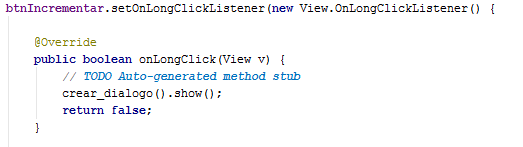 btnIncrementar.setOnLongClickListener(new View.OnLongClickListener() {
@Override
public boolean onLongClick(View v) {
// TODO Auto-generated method stub
crear_dialogo().show();
return false;
}